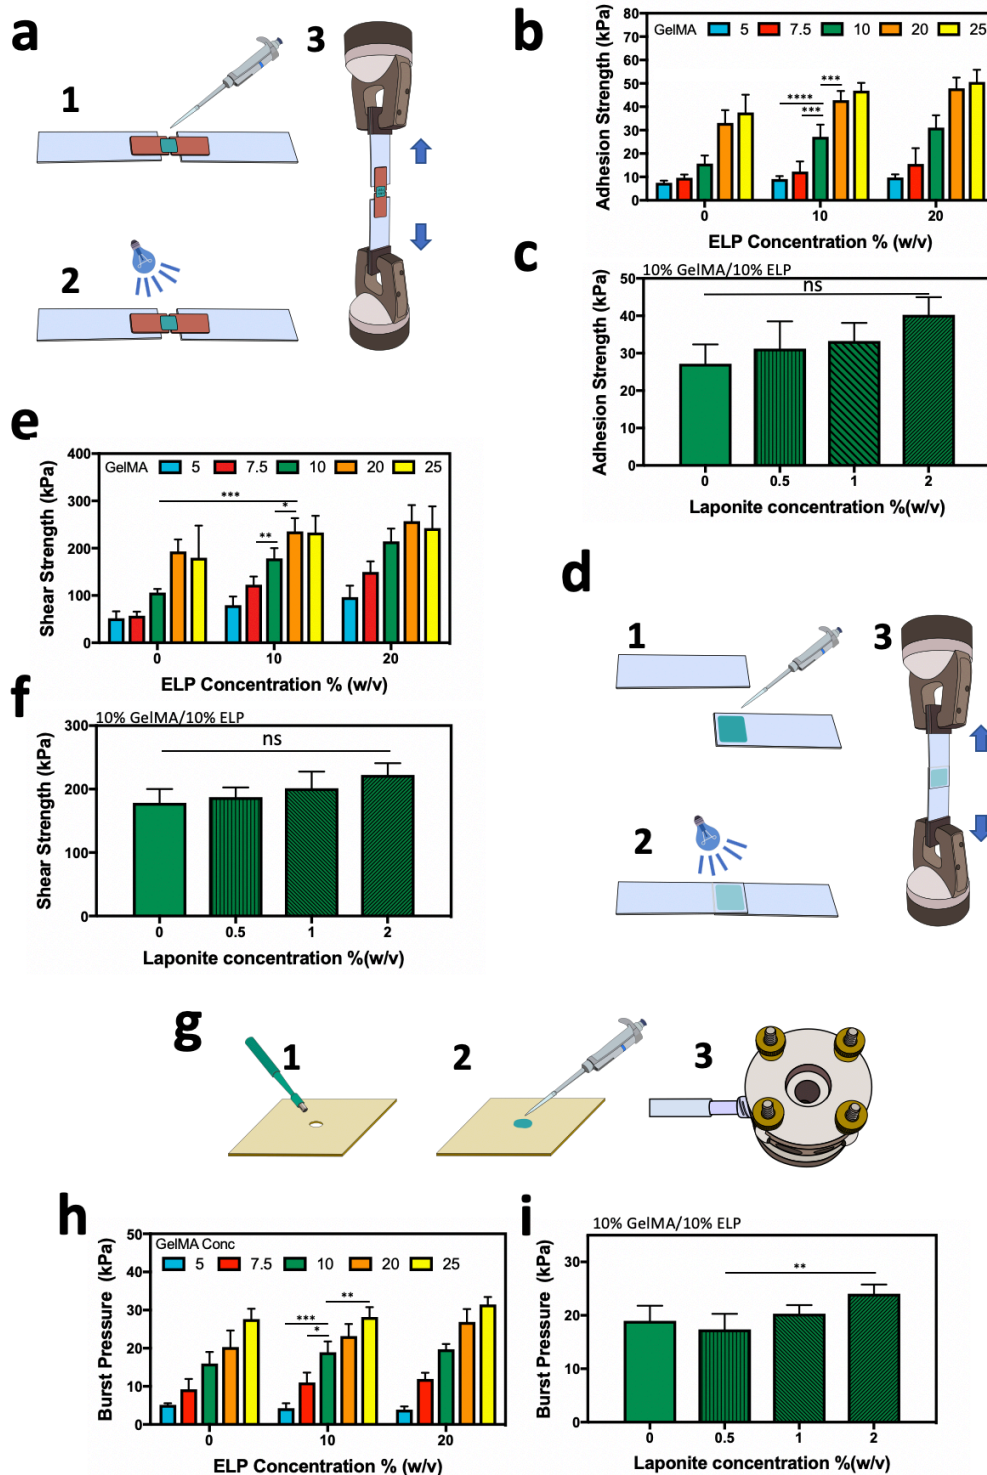 a
1
2
3
b
GelMA 5 7.5 10 20 25
Adhesion Strength (kPa)
80
70
60
50
40
30
20
10
0
**** *** ***
0 10 20
ELP Concentration % (w/v)
c
10% GelMA/10% ELP
ns
Adhesion Strength (kPa)
50
40
30
20
10
0
0 0.5 1 2
Laponite concentration %(w/v)
d
1
2
3
e
GelMA 5 7.5 10 20 25
Shear Strength (kPa)
400
300
200
100
0
*** * **
0 10 20
ELP Concentration % (w/v)
f
10% GelMA/10% ELP
ns
Shear Strength (kPa)
300
200
100
0
0 0.5 1 2
Laponite concentration %(w/v)
g
1
2
3
h
GelMA Conc
5 7.5 10 20 25
Burst Pressure (kPa)
50
40
30
20
10
0
*** * **
0 10 20
ELP Concentration % (w/v)
i
10% GelMA/10% ELP
**
Burst Pressure (kPa)
30
20
10
0
0 0.5 1 2
Laponite concentration %(w/v)